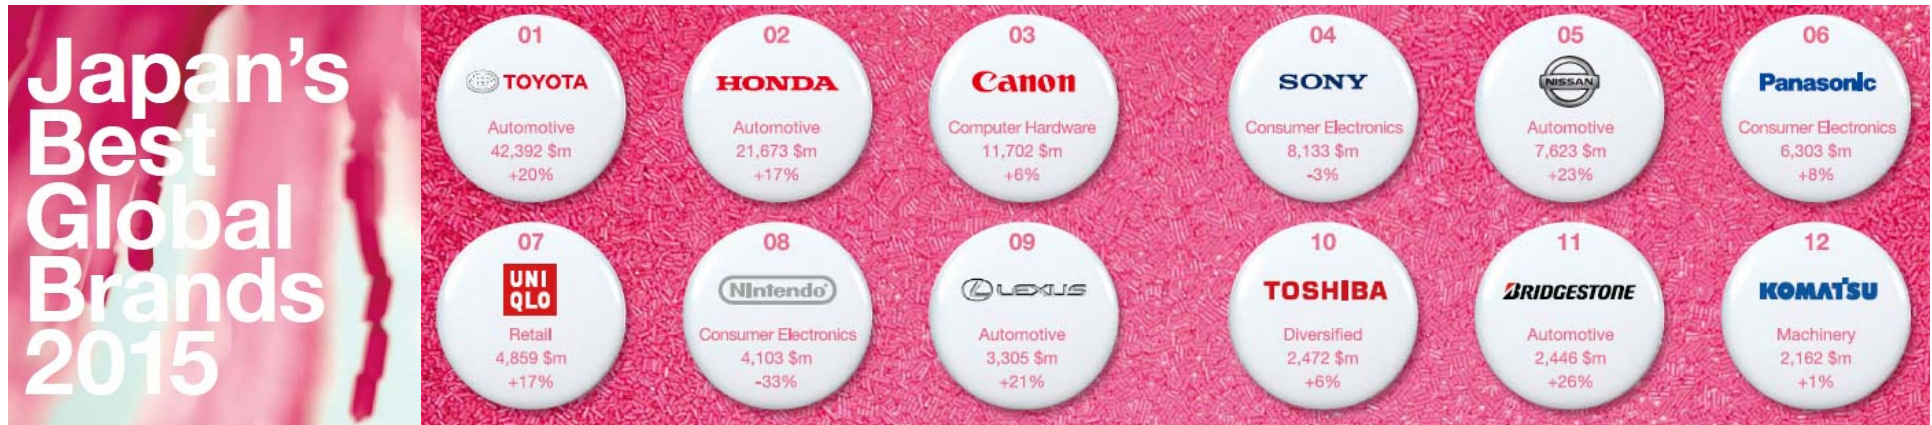 Japan's
Best
Global
Brands
2015
01
TOYOTA
Automotive
42,392 $m
+20%
02
HONDA
Automotive
21,673 $m
+17%
03
Canon
Computer Hardware
11,702 $m
+6%
04
SONY
Consumer Electronics
8,133 $m
-3%
05
NISSAN
Automotive
7,623 $m
+23%
06
Panasonic
Consumer Electronics
6,303 $m
+8%
07
UNI
QLO
Retail
4,859 $m
+17%
08
Nintendo
Consumer Electronics
4,103 $m
-33%
09
LEXUS
Automotive
3,305 $m
+21%
10
TOSHIBA
Diversified
2,472 $m
+6%
11
BRIDGESTONE
Automotive
2,446 $m
+26%
12
KOMATSU
Machinery
2,162 $m
+1%